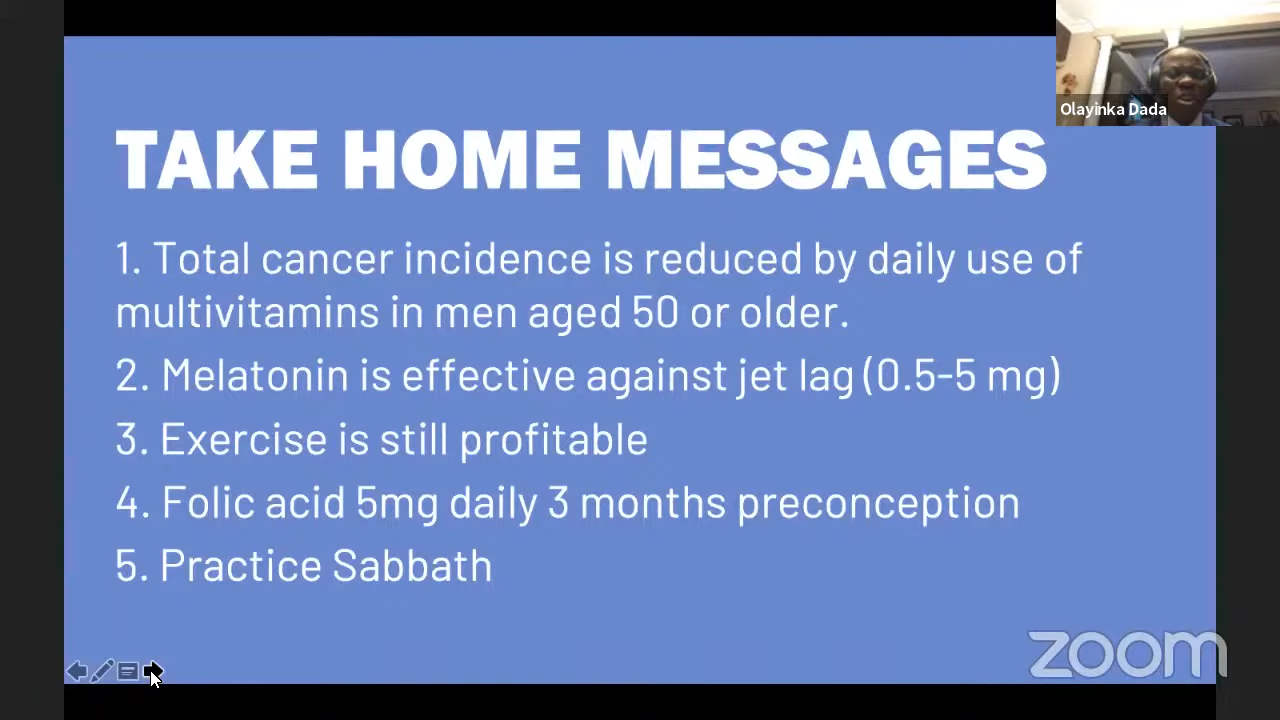 Olayinka Dada
TAKE HOME MESSAGES
1. Total cancer incidence is reduced by daily use of
multivitamins in men aged 50 or older.
2. Melatonin is effective against jet lag (0.5-5 mg)
3. Exercise is still profitable
4. Folic acid 5mg daily 3 months preconception
5. Practice Sabbath
zoom